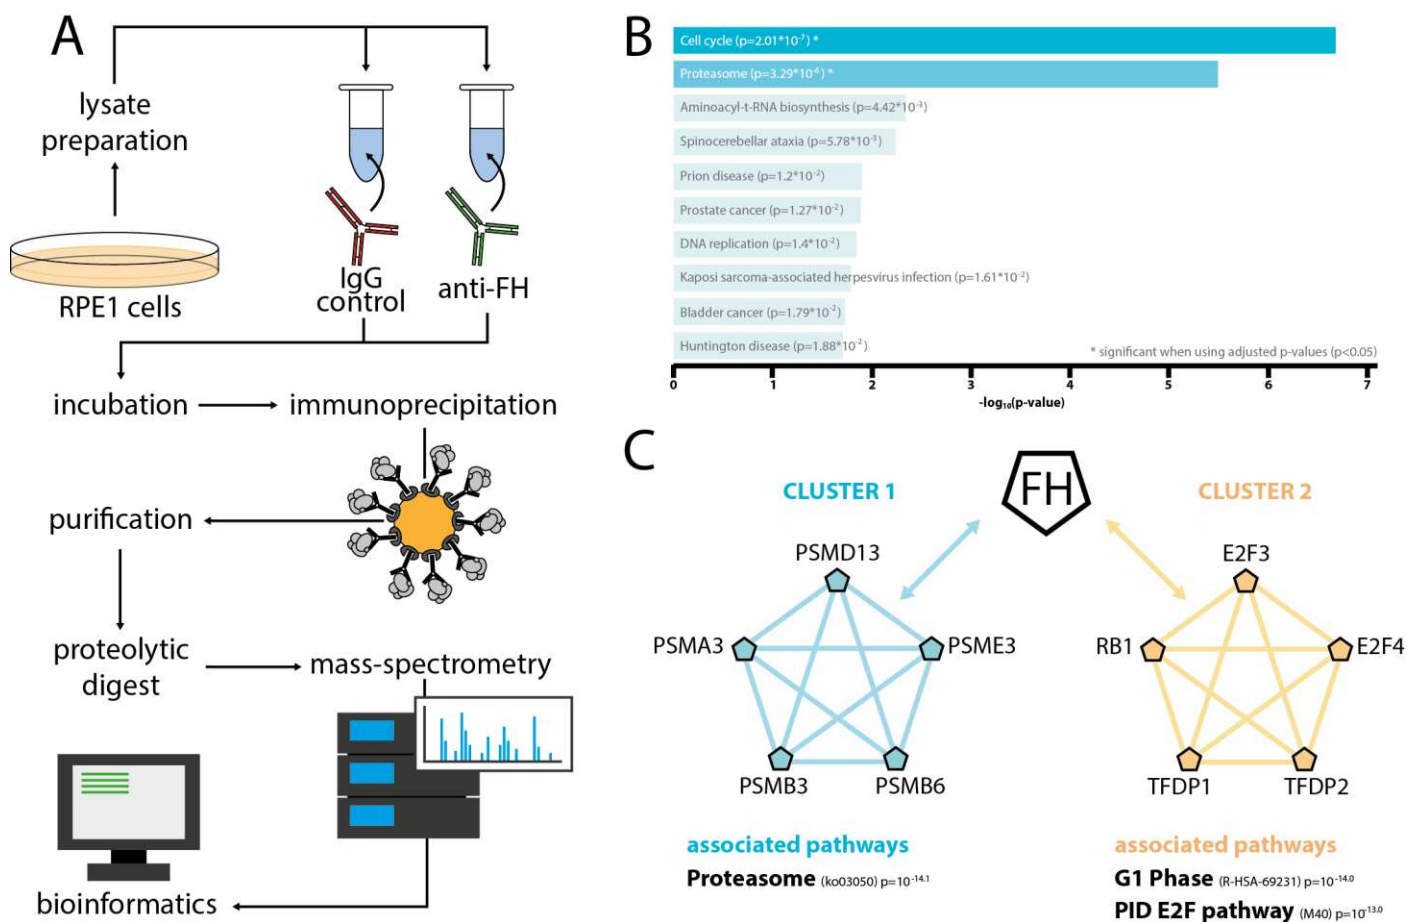 A
lysate
preparation
RPE1 cells
IgG
control
anti-FH
incubation
immunoprecipitation
purification
proteolytic
digest
mass-spectrometry
bioinformatics
B
Cell cycle (p=2.01*10⁻⁷) *
Proteasome (p=3.29*10⁻⁶) *
Aminoacyl-t-RNA biosynthesis (p=4.42*10⁻³)
Spinocerebellar ataxia (p=5.78*10⁻³)
Prion disease (p=1.2*10⁻²)
Prostate cancer (p=1.27*10⁻²)
DNA replication (p=1.4*10⁻²)
Kaposi sarcoma-associated herpesvirus infection (p=1.61*10⁻²)
Bladder cancer (p=1.79*10⁻²)
Huntington disease (p=1.88*10⁻²)
* significant when using adjusted p-values (p<0.05)
0 1 2 3 4 5 6 7
-log₁₀(p-value)
C
FH
CLUSTER 1
PSMD13
PSMA3
PSME3
PSMB3
PSMB6
associated pathways
Proteasome (ko03050) p=10⁻¹⁴·¹
CLUSTER 2
E2F3
RB1
E2F4
TFDP1
TFDP2
associated pathways
G1 Phase (R-HSA-69231) p=10⁻¹⁴·⁰
PID E2F pathway (M40) p=10⁻¹³·⁰